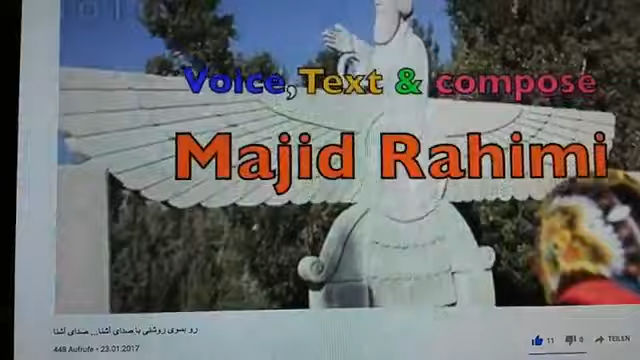 Voice, Text & compose
Majid Rahimi
رو بسوی روشنی با صدای آشنا... صدای آشنا
448 Aufrufe • 23.01.2017
11
0
TEILEN